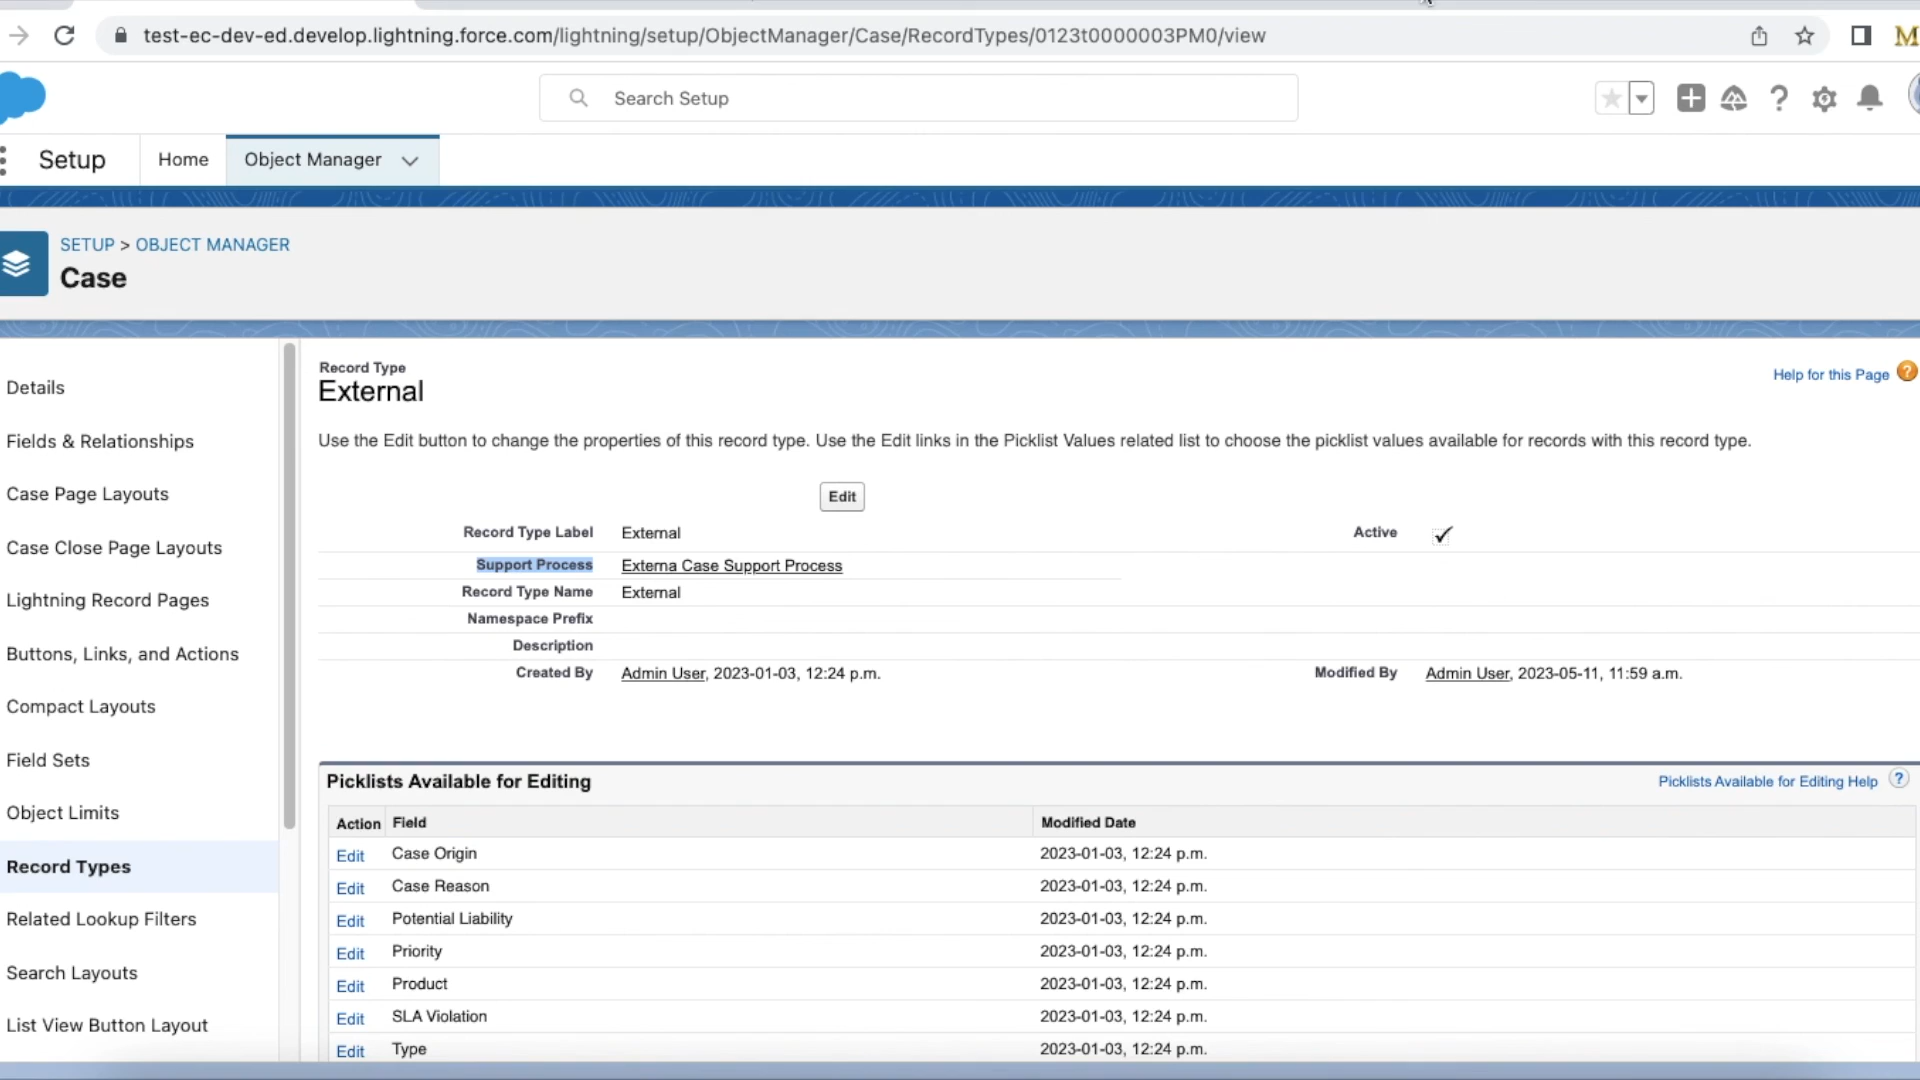 test-ec-dev-ed.develop.lightning.force.com/lightning/setup/ObjectManager/Case/RecordTypes/0123t0000003PM0/view
M
Search Setup
Setup
Home
Object Manager
SETUP > OBJECT MANAGER
Case
Details
Fields & Relationships
Case Page Layouts
Case Close Page Layouts
Lightning Record Pages
Buttons, Links, and Actions
Compact Layouts
Field Sets
Object Limits
Record Types
Related Lookup Filters
Search Layouts
List View Button Layout
Record Type
External
Help for this Page ?
Use the Edit button to change the properties of this record type. Use the Edit links in the Picklist Values related list to choose the picklist values available for records with this record type.
Edit
Record Type Label External Active
Support Process Externa Case Support Process
Record Type Name External
Namespace Prefix
Description
Created By Admin User, 2023-01-03, 12:24 p.m. Modified By Admin User, 2023-05-11, 11:59 a.m.
Picklists Available for Editing Picklists Available for Editing Help ?
Action Field Modified Date
Edit Case Origin 2023-01-03, 12:24 p.m.
Edit Case Reason 2023-01-03, 12:24 p.m.
Edit Potential Liability 2023-01-03, 12:24 p.m.
Edit Priority 2023-01-03, 12:24 p.m.
Edit Product 2023-01-03, 12:24 p.m.
Edit SLA Violation 2023-01-03, 12:24 p.m.
Edit Type 2023-01-03, 12:24 p.m.